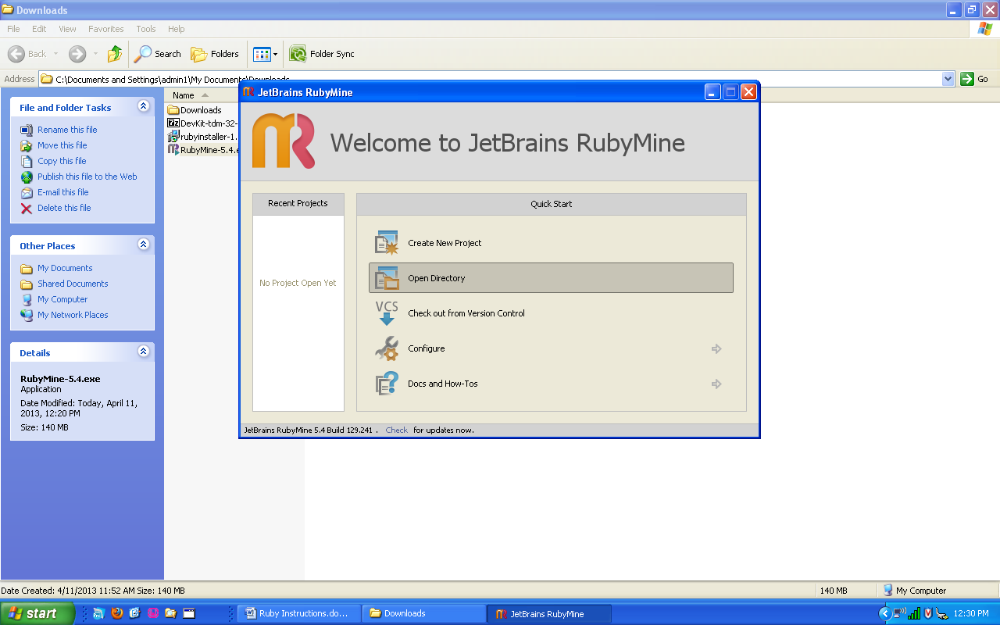 Downloads
File Edit View Favorites Tools Help
Back Search Folders Folder Sync
Address C:\Documents and Settings\admin1\My Documents\Downloads Go
File and Folder Tasks
Rename this file
Move this file
Copy this file
Publish this file to the Web
E-mail this file
Delete this file
Other Places
My Documents
Shared Documents
My Computer
My Network Places
Details
RubyMine-5.4.exe
Application
Date Modified: Today, April 11,
2013, 12:20 PM
Size: 140 MB
Name
Downloads
7z DevKit-tdm-32-
rubyinstaller-1.
RubyMine-5.4.e
JetBrains RubyMine
Welcome to JetBrains RubyMine
Recent Projects
No Project Open Yet
Quick Start
Create New Project
Open Directory
VCS Check out from Version Control
Configure
Docs and How-Tos
JetBrains RubyMine 5.4 Build 129.241 . Check for updates now.
Date Created: 4/11/2013 11:52 AM Size: 140 MB 140 MB My Computer
start Ruby Instructions.do... Downloads JetBrains RubyMine 12:30 PM